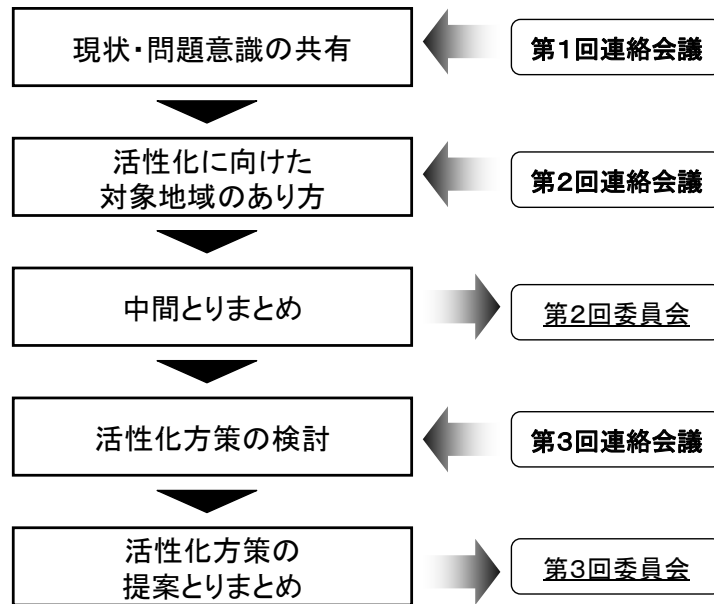 現状・問題意識の共有
第1回連絡会議
活性化に向けた
対象地域のあり方
第2回連絡会議
中間とりまとめ
第2回委員会
活性化方策の検討
第3回連絡会議
活性化方策の
提案とりまとめ
第3回委員会